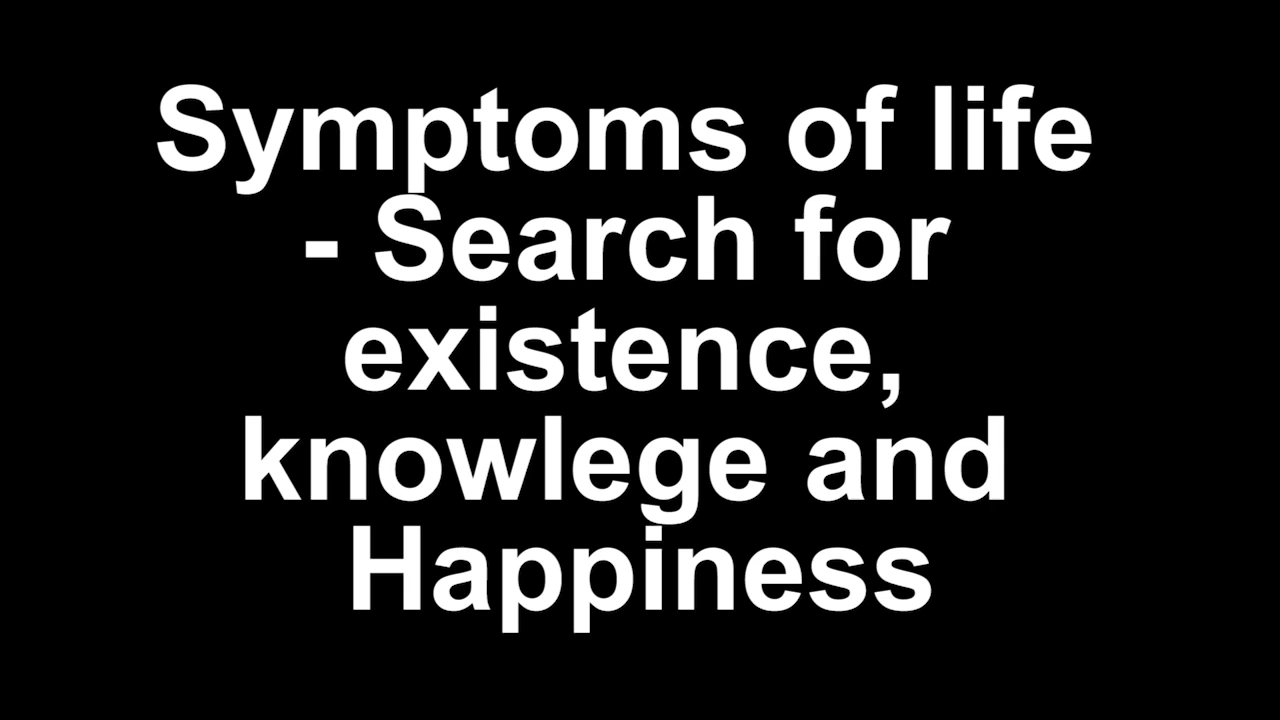 Symptoms of life
- Search for
existence,
knowlege and
Happiness